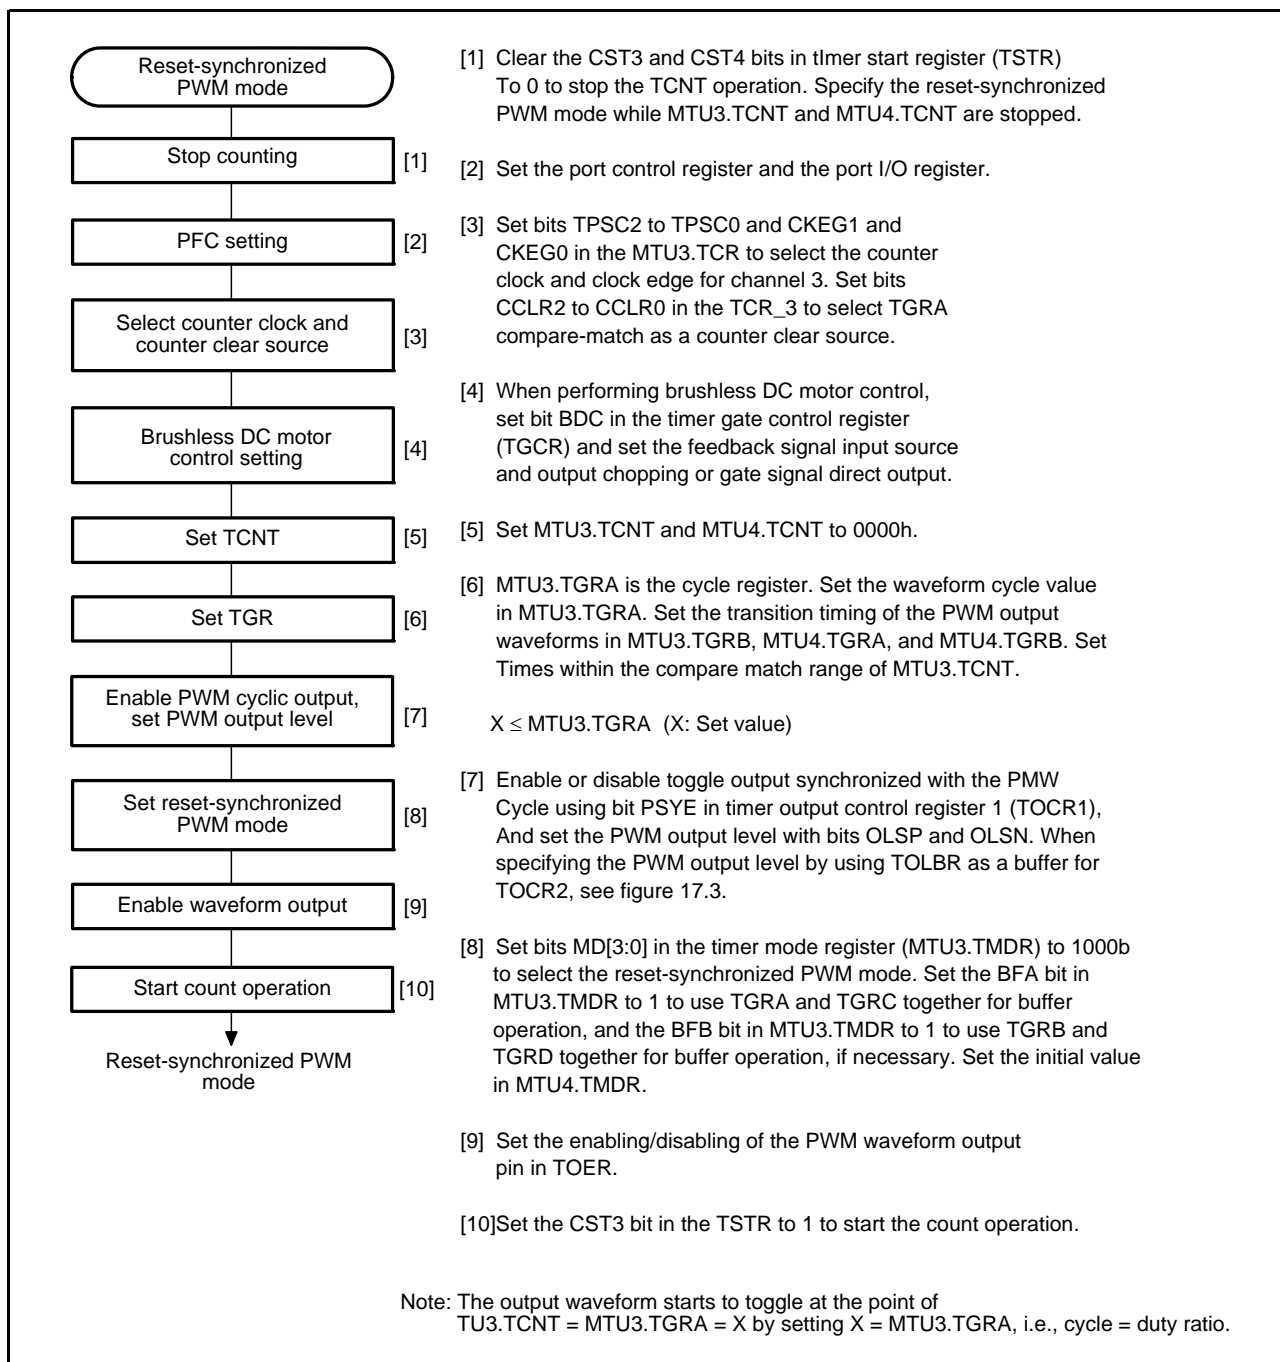 Reset-synchronized
PWM mode
Stop counting
[1]
PFC setting
[2]
Select counter clock and
counter clear source
[3]
Brushless DC motor
control setting
[4]
Set TCNT
[5]
Set TGR
[6]
Enable PWM cyclic output,
set PWM output level
[7]
Set reset-synchronized
PWM mode
[8]
Enable waveform output
[9]
Start count operation
[10]
Reset-synchronized PWM
mode
[1] Clear the CST3 and CST4 bits in tImer start register (TSTR)
To 0 to stop the TCNT operation. Specify the reset-synchronized
PWM mode while MTU3.TCNT and MTU4.TCNT are stopped.
[2] Set the port control register and the port I/O register.
[3] Set bits TPSC2 to TPSC0 and CKEG1 and
CKEG0 in the MTU3.TCR to select the counter
clock and clock edge for channel 3. Set bits
CCLR2 to CCLR0 in the TCR_3 to select TGRA
compare-match as a counter clear source.
[4] When performing brushless DC motor control,
set bit BDC in the timer gate control register
(TGCR) and set the feedback signal input source
and output chopping or gate signal direct output.
[5] Set MTU3.TCNT and MTU4.TCNT to 0000h.
[6] MTU3.TGRA is the cycle register. Set the waveform cycle value
in MTU3.TGRA. Set the transition timing of the PWM output
waveforms in MTU3.TGRB, MTU4.TGRA, and MTU4.TGRB. Set
Times within the compare match range of MTU3.TCNT.
X ≤ MTU3.TGRA (X: Set value)
[7] Enable or disable toggle output synchronized with the PMW
Cycle using bit PSYE in timer output control register 1 (TOCR1),
And set the PWM output level with bits OLSP and OLSN. When
specifying the PWM output level by using TOLBR as a buffer for
TOCR2, see figure 17.3.
[8] Set bits MD[3:0] in the timer mode register (MTU3.TMDR) to 1000b
to select the reset-synchronized PWM mode. Set the BFA bit in
MTU3.TMDR to 1 to use TGRA and TGRC together for buffer
operation, and the BFB bit in MTU3.TMDR to 1 to use TGRB and
TGRD together for buffer operation, if necessary. Set the initial value
in MTU4.TMDR.
[9] Set the enabling/disabling of the PWM waveform output
pin in TOER.
[10]Set the CST3 bit in the TSTR to 1 to start the count operation.
Note: The output waveform starts to toggle at the point of
TU3.TCNT = MTU3.TGRA = X by setting X = MTU3.TGRA, i.e., cycle = duty ratio.